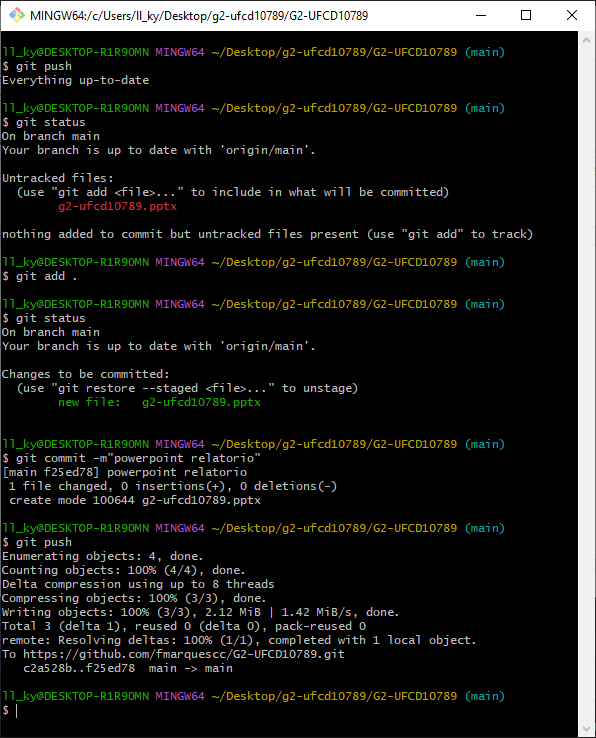 MINGW64:/c/Users/ll_ky/Desktop/g2-ufcd10789/G2-UFCD10789
ll_ky@DESKTOP-R1R9OMN MINGW64 ~/Desktop/g2-ufcd10789/G2-UFCD10789 (main)
$ git push
Everything up-to-date
ll_ky@DESKTOP-R1R9OMN MINGW64 ~/Desktop/g2-ufcd10789/G2-UFCD10789 (main)
$ git status
On branch main
Your branch is up to date with 'origin/main'.
Untracked files:
  (use "git add <file>..." to include in what will be committed)
        g2-ufcd10789.pptx
nothing added to commit but untracked files present (use "git add" to track)
ll_ky@DESKTOP-R1R9OMN MINGW64 ~/Desktop/g2-ufcd10789/G2-UFCD10789 (main)
$ git add .
ll_ky@DESKTOP-R1R9OMN MINGW64 ~/Desktop/g2-ufcd10789/G2-UFCD10789 (main)
$ git status
On branch main
Your branch is up to date with 'origin/main'.
Changes to be committed:
  (use "git restore --staged <file>..." to unstage)
        new file:   g2-ufcd10789.pptx
ll_ky@DESKTOP-R1R9OMN MINGW64 ~/Desktop/g2-ufcd10789/G2-UFCD10789 (main)
$ git commit -m"powerpoint relatorio"
[main f25ed78] powerpoint relatorio
 1 file changed, 0 insertions(+), 0 deletions(-)
 create mode 100644 g2-ufcd10789.pptx
ll_ky@DESKTOP-R1R9OMN MINGW64 ~/Desktop/g2-ufcd10789/G2-UFCD10789 (main)
$ git push
Enumerating objects: 4, done.
Counting objects: 100% (4/4), done.
Delta compression using up to 8 threads
Compressing objects: 100% (3/3), done.
Writing objects: 100% (3/3), 2.12 MiB | 1.42 MiB/s, done.
Total 3 (delta 1), reused 0 (delta 0), pack-reused 0
remote: Resolving deltas: 100% (1/1), completed with 1 local object.
To https://github.com/fmarquescc/G2-UFCD10789.git
   c2a528b..f25ed78  main -> main
ll_ky@DESKTOP-R1R9OMN MINGW64 ~/Desktop/g2-ufcd10789/G2-UFCD10789 (main)
$